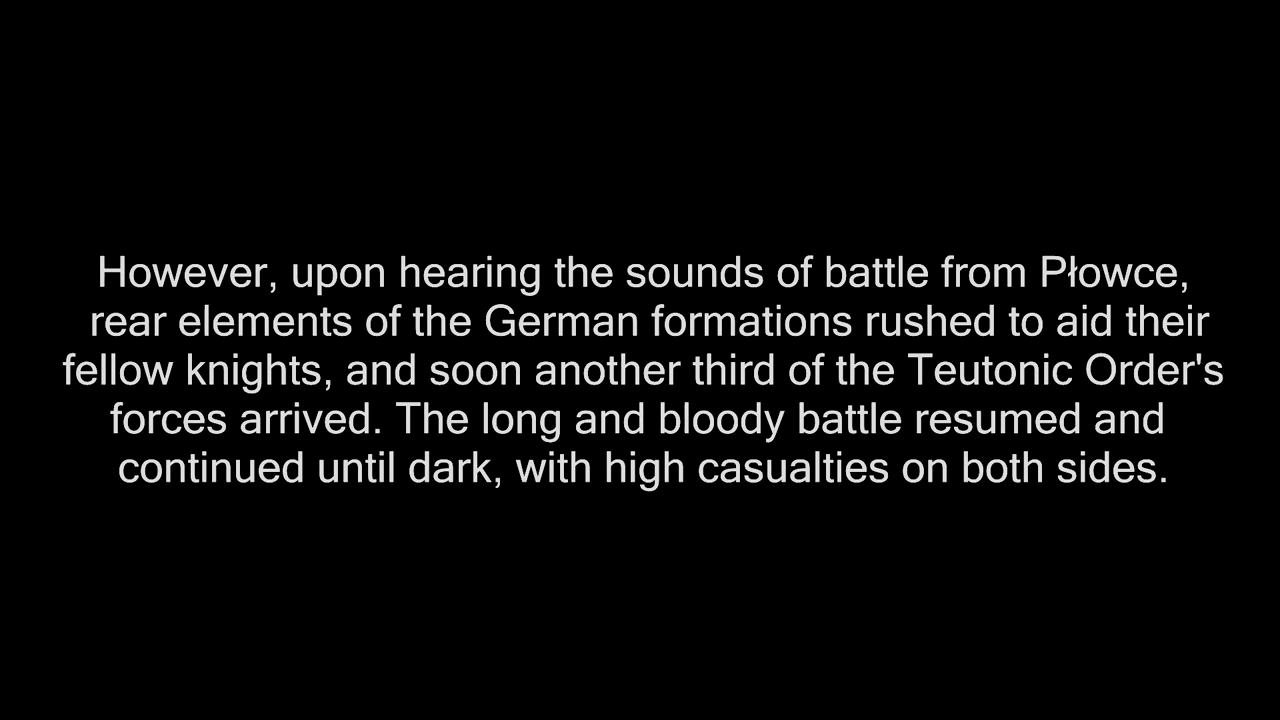 However, upon hearing the sounds of battle from Płowce,
rear elements of the German formations rushed to aid their
fellow knights, and soon another third of the Teutonic Order's
forces arrived. The long and bloody battle resumed and
continued until dark, with high casualties on both sides.